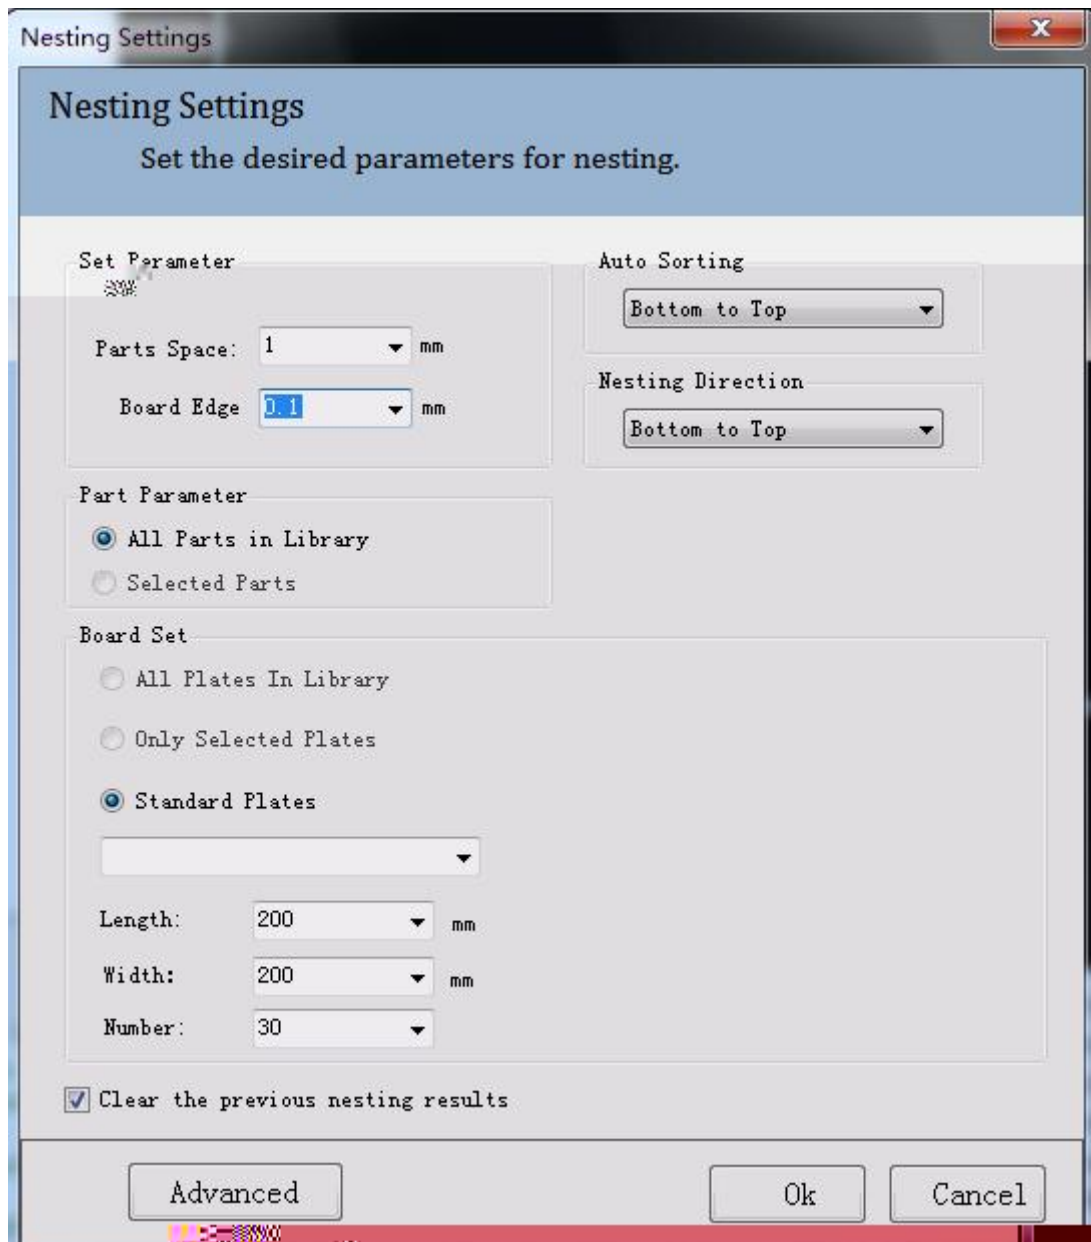 Nesting Settings
Nesting Settings
Set the desired parameters for nesting.
Set Parameter
Parts Space: 1 mm
Board Edge 0.1 mm
Auto Sorting
Bottom to Top
Nesting Direction
Bottom to Top
Part Parameter
All Parts in Library
Selected Parts
Board Set
All Plates In Library
Only Selected Plates
Standard Plates
Length: 200 mm
Width: 200 mm
Number: 30
Clear the previous nesting results
Advanced Ok Cancel